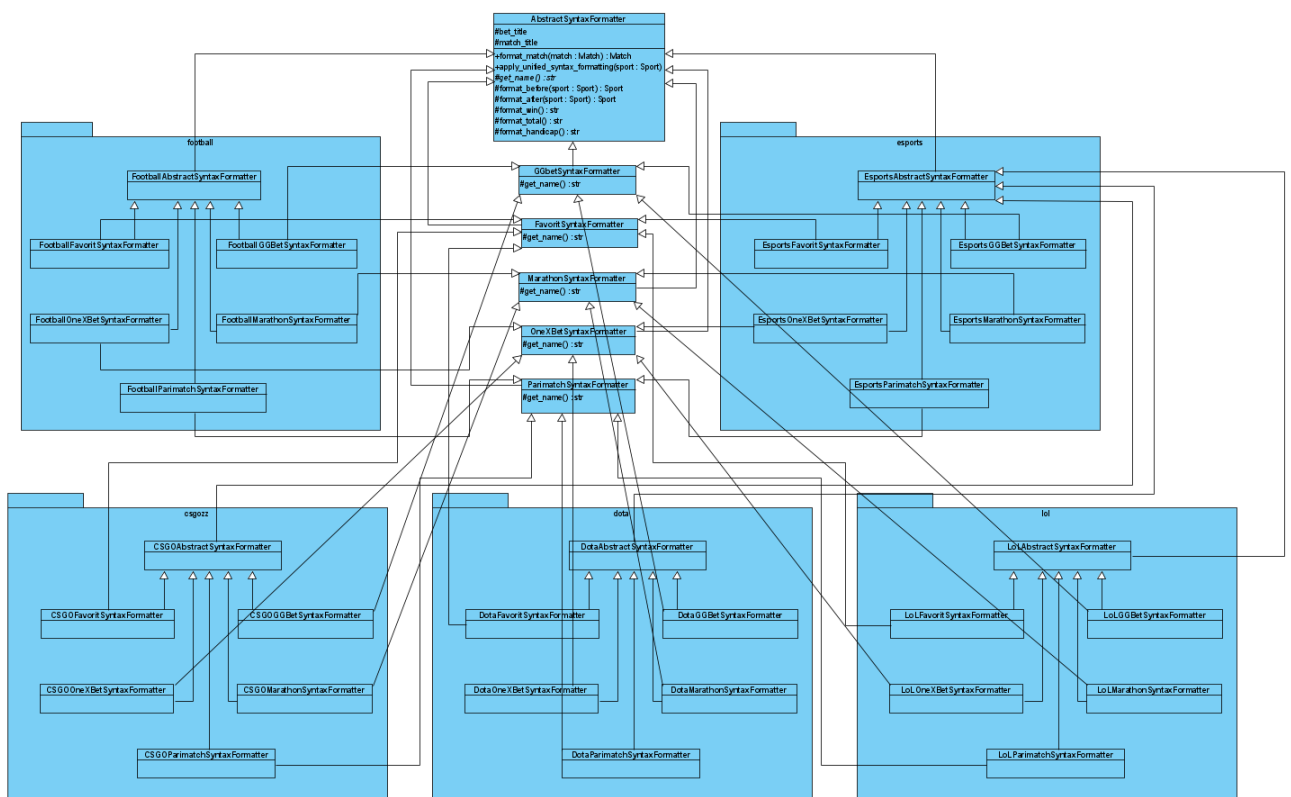 AbstractSyntaxFormatter
#bet_title
#match_title
+format_match(match : Match) : Match
+apply_unified_syntax_formatting(sport : Sport)
#get_name() : str
#format_before(sport : Sport) : Sport
#format_after(sport : Sport) : Sport
#format_win() : str
#format_total() : str
#format_handicap() : str
football
FootballAbstractSyntaxFormatter
FootballFavoritSyntaxFormatter
FootballGGBetSyntaxFormatter
FootballOneXBetSyntaxFormatter
FootballMarathonSyntaxFormatter
FootballParimatchSyntaxFormatter
GGbetSyntaxFormatter
#get_name() : str
FavoritSyntaxFormatter
#get_name() : str
MarathonSyntaxFormatter
#get_name() : str
OneXBetSyntaxFormatter
#get_name() : str
ParimatchSyntaxFormatter
#get_name() : str
esports
EsportsAbstractSyntaxFormatter
EsportsFavoritSyntaxFormatter
EsportsGGBetSyntaxFormatter
EsportsOneXBetSyntaxFormatter
EsportsMarathonSyntaxFormatter
EsportsParimatchSyntaxFormatter
csgozz
CSGOAbstractSyntaxFormatter
CSGOFavoritSyntaxFormatter
CSGOGGBetSyntaxFormatter
CSGOOneXBetSyntaxFormatter
CSGOMarathonSyntaxFormatter
CSGOParimatchSyntaxFormatter
dota
DotaAbstractSyntaxFormatter
DotaFavoritSyntaxFormatter
DotaGGBetSyntaxFormatter
DotaOneXBetSyntaxFormatter
DotaMarathonSyntaxFormatter
DotaParimatchSyntaxFormatter
lol
LoLAbstractSyntaxFormatter
LoLFavoritSyntaxFormatter
LoLGGBetSyntaxFormatter
LoLOneXBetSyntaxFormatter
LoLMarathonSyntaxFormatter
LoLParimatchSyntaxFormatter